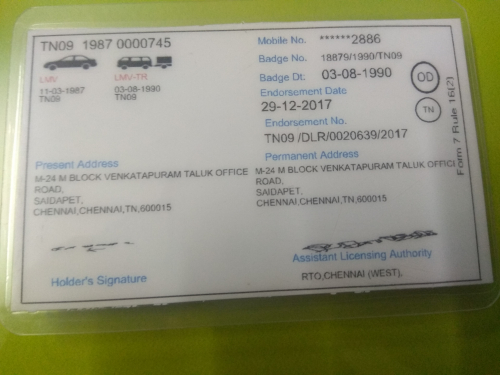 TN09 1987 0000745
Mobile No. ******2886
Badge No. 18879/1990/TN09
LMV LMV-TR
Badge Dt: 03-08-1990
OD
11-03-1987 03-08-1990
TN09 TN09
Endorsement Date
29-12-2017
TN
Endorsement No.
TN09 /DLR/0020639/2017
Form 7 Rule 16(2)
Present Address
M-24 M BLOCK VENKATAPURAM TALUK OFFICE
ROAD,
SAIDAPET,
CHENNAI,CHENNAI,TN,600015
Permanent Address
M-24 M BLOCK VENKATAPURAM TALUK OFFIC
ROAD,
SAIDAPET,
CHENNAI,CHENNAI,TN,600015
Holder's Signature
Assistant Licensing Authority
RTO,CHENNAI (WEST).